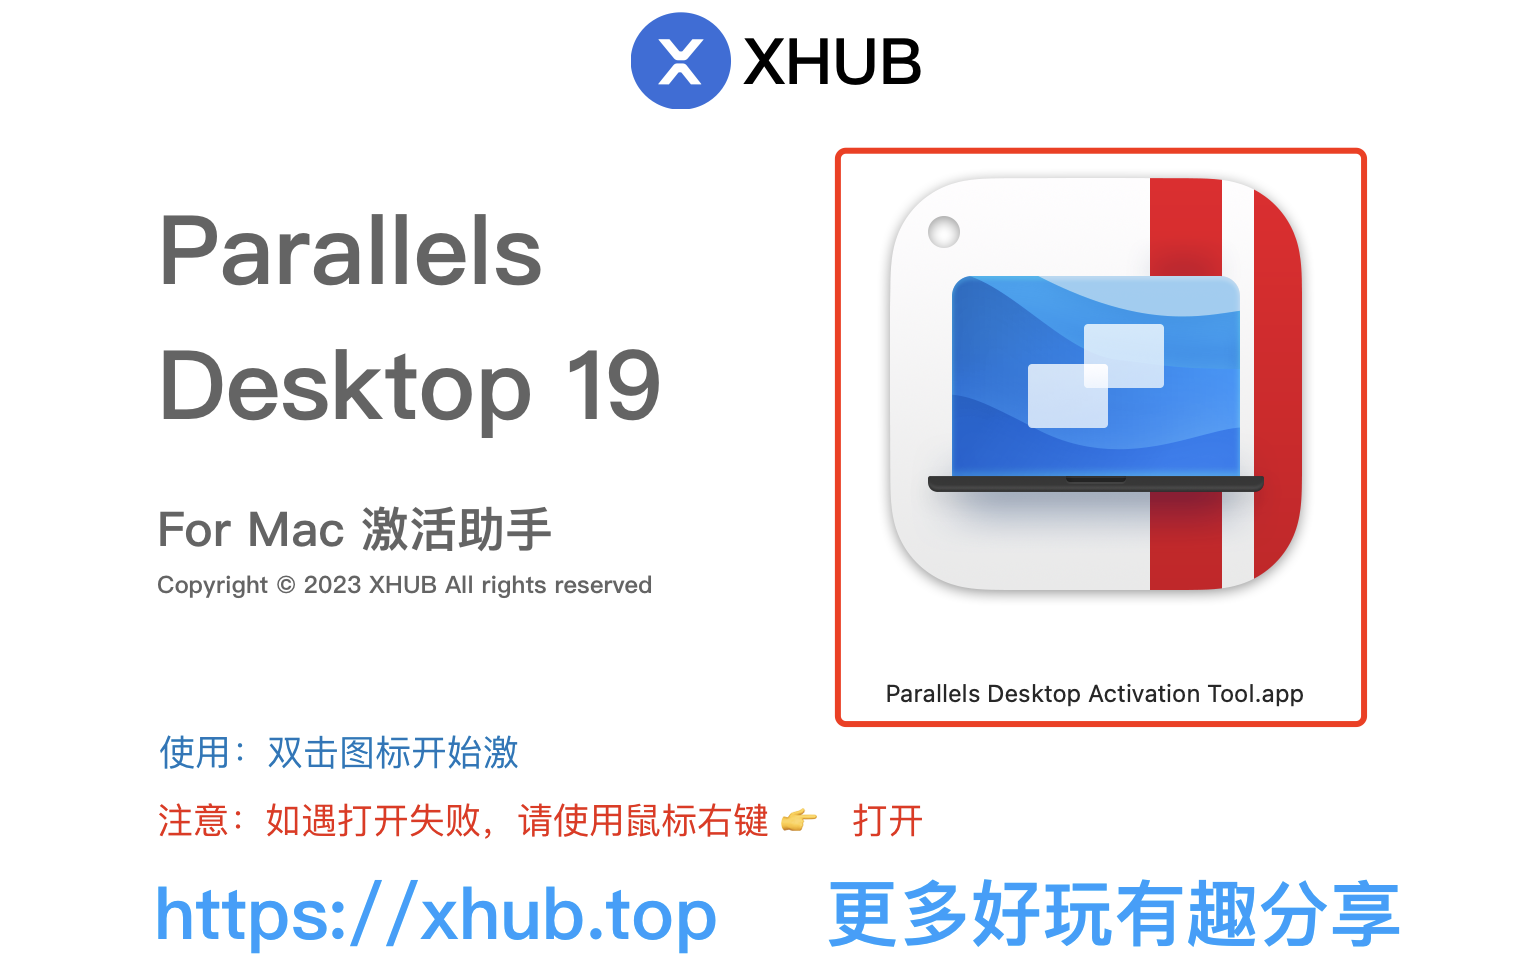 XHUB
Parallels
Desktop 19
For Mac 激活助手
Copyright © 2023 XHUB All rights reserved
Parallels Desktop Activation Tool.app
使用：双击图标开始激
注意：如遇打开失败，请使用鼠标右键 👉 打开
https://xhub.top
更多好玩有趣分享